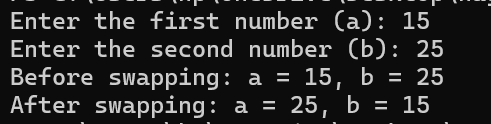 Enter the first number (a): 15
Enter the second number (b): 25
Before swapping: a = 15, b = 25
After swapping: a = 25, b = 15